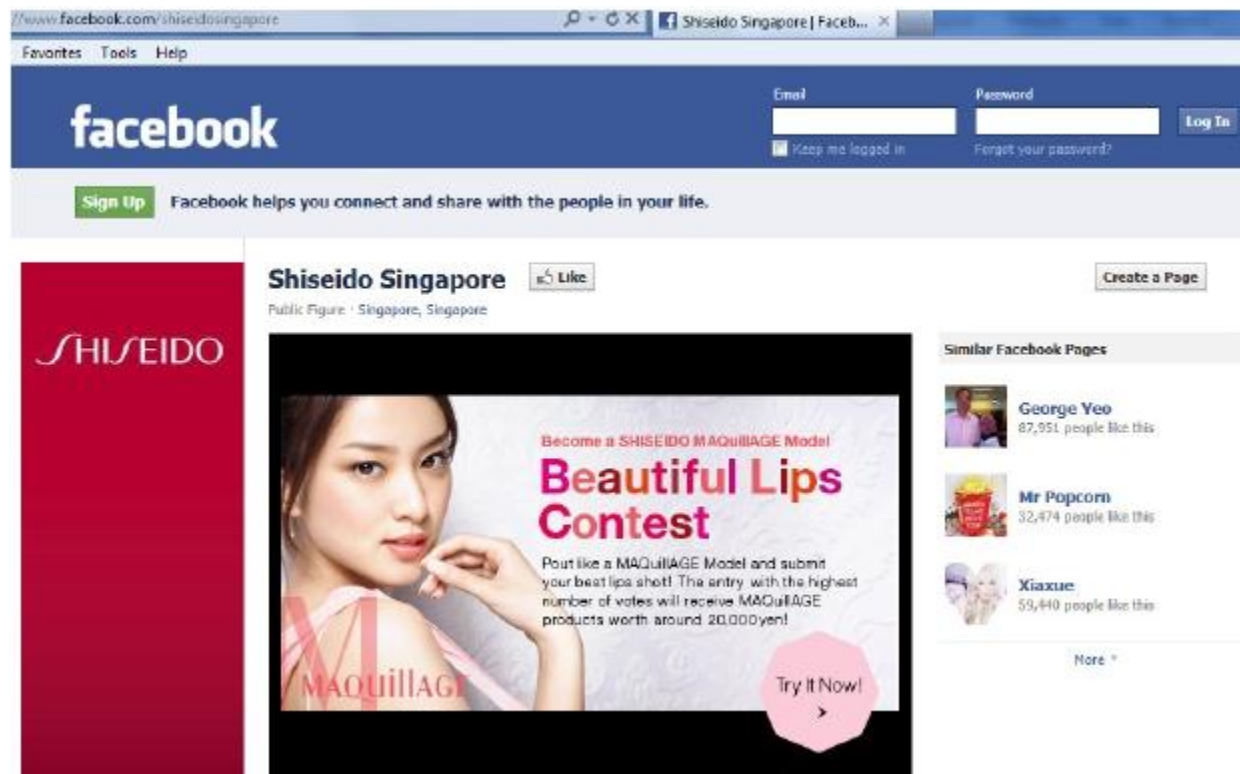 //www.facebook.com/shiseidosingapore
Shiseido Singapore | Faceb...
Favorites Tools Help
facebook
Email
Password
Log In
Keep me logged in
Forgot your password?
Sign Up
Facebook helps you connect and share with the people in your life.
SHISEIDO
Shiseido Singapore
Like
Create a Page
Public Figure · Singapore, Singapore
Become a SHISEIDO MAQuillAGE Model
Beautiful Lips
Contest
Pout like a MAQuillAGE Model and submit
your best lips shot! The entry with the highest
number of votes will receive MAQuillAGE
products worth around 20,000yen!
M
MAQuillAGE
Try It Now!
Similar Facebook Pages
George Yeo
87,951 people like this
Mr Popcorn
32,474 people like this
Xiaxue
59,440 people like this
More